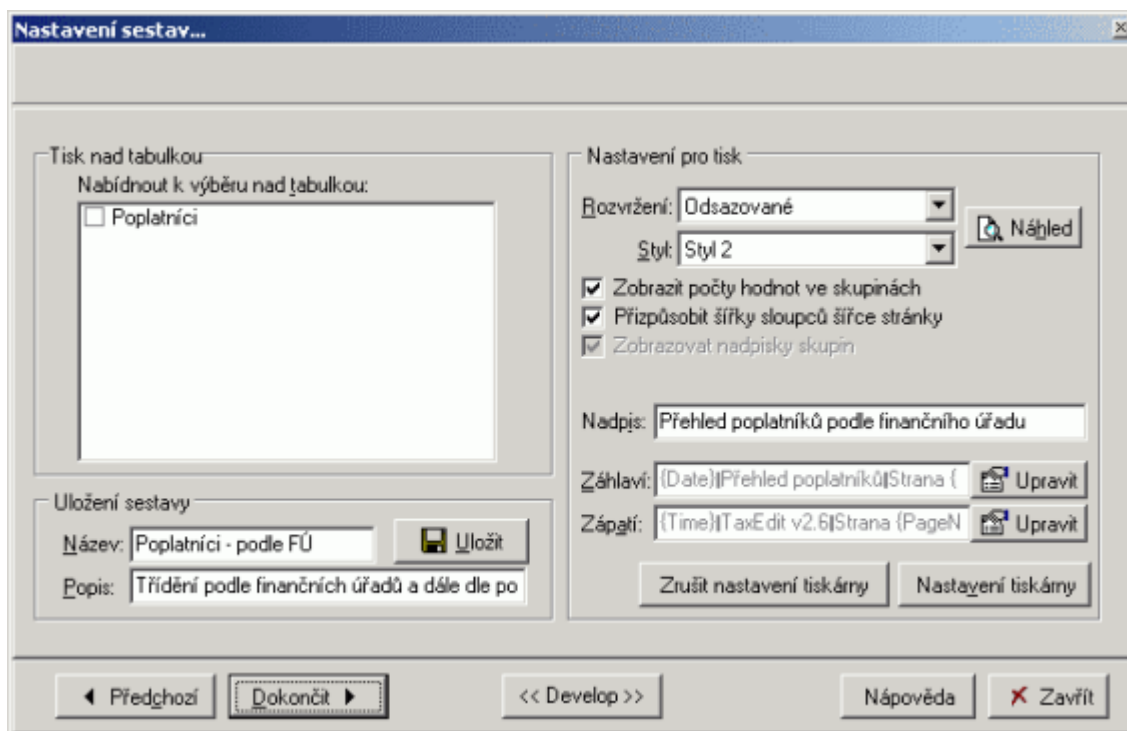 Nastavení sestav...
Tisk nad tabulkou
Nabídnout k výběru nad tabulkou:
Poplatníci
Uložení sestavy
Název: Poplatníci - podle FÚ
Uložit
Popis: Třídění podle finančních úřadů a dále dle po
Nastavení pro tisk
Rozvržení: Odsazované
Náhled
Styl: Styl 2
Zobrazit počty hodnot ve skupinách
Přizpůsobit šířky sloupců šířce stránky
Zobrazovat nadpisky skupin
Nadpis: Přehled poplatníků podle finančního úřadu
Záhlaví: {Date}|Přehled poplatníků|Strana {
Upravit
Zápatí: {Time}|TaxEdit v2.6|Strana {PageN
Upravit
Zrušit nastavení tiskárny
Nastavení tiskárny
Předchozí
Dokončit
<< Develop >>
Nápověda
Zavřít